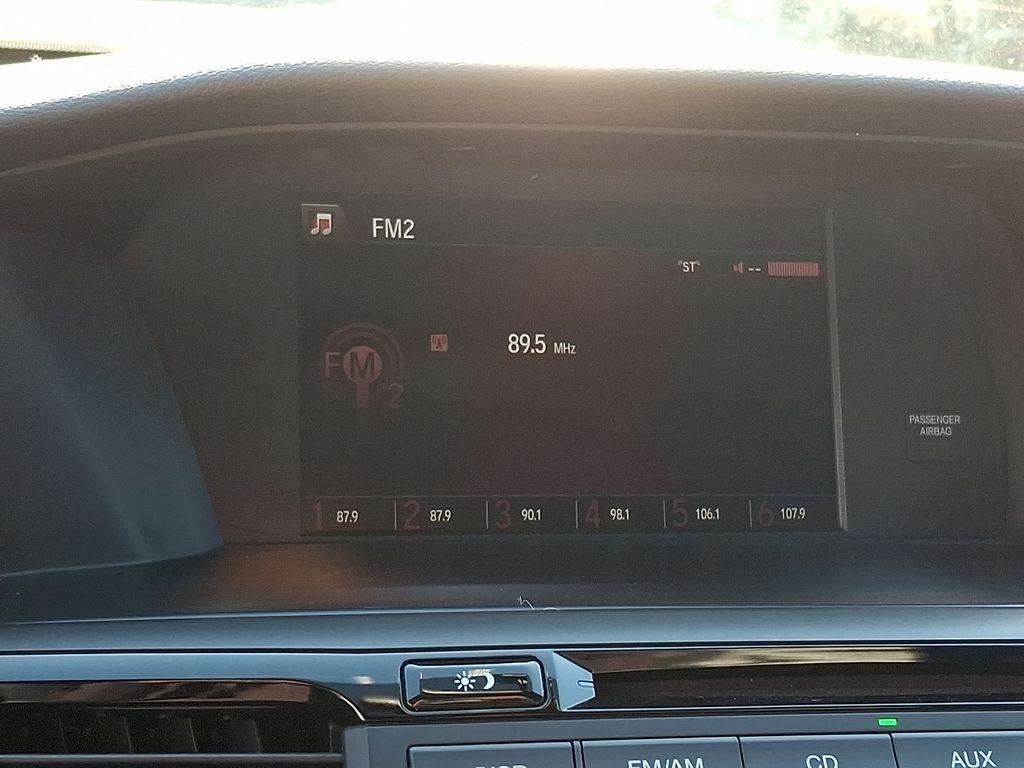 FM2
"ST" --
FM2
89.5 MHz
PASSENGER
AIRBAG
1 87.9 2 87.9 3 90.1 4 98.1 5 106.1 6 107.9
DISP FM/AM CD AUX